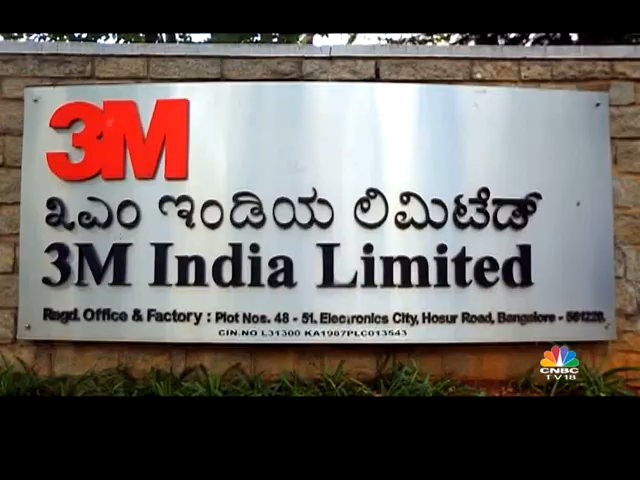 3M
೩ಎಂ ಇಂಡಿಯ ಲಿಮಿಟೆಡ್
3M India Limited
Regd. Office & Factory : Plot Nos. 48 - 51, Electronics City, Hosur Road, Bangalore -
CIN.NO L31300 KA1987PLC013543
CNBC
TV18